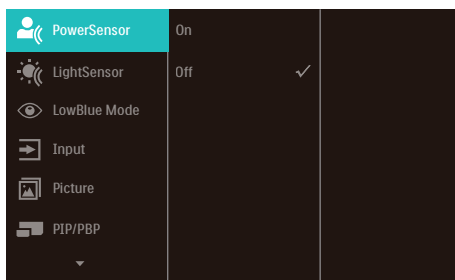 PowerSensor On
LightSensor Off
LowBlue Mode
Input
Picture
PIP/PBP